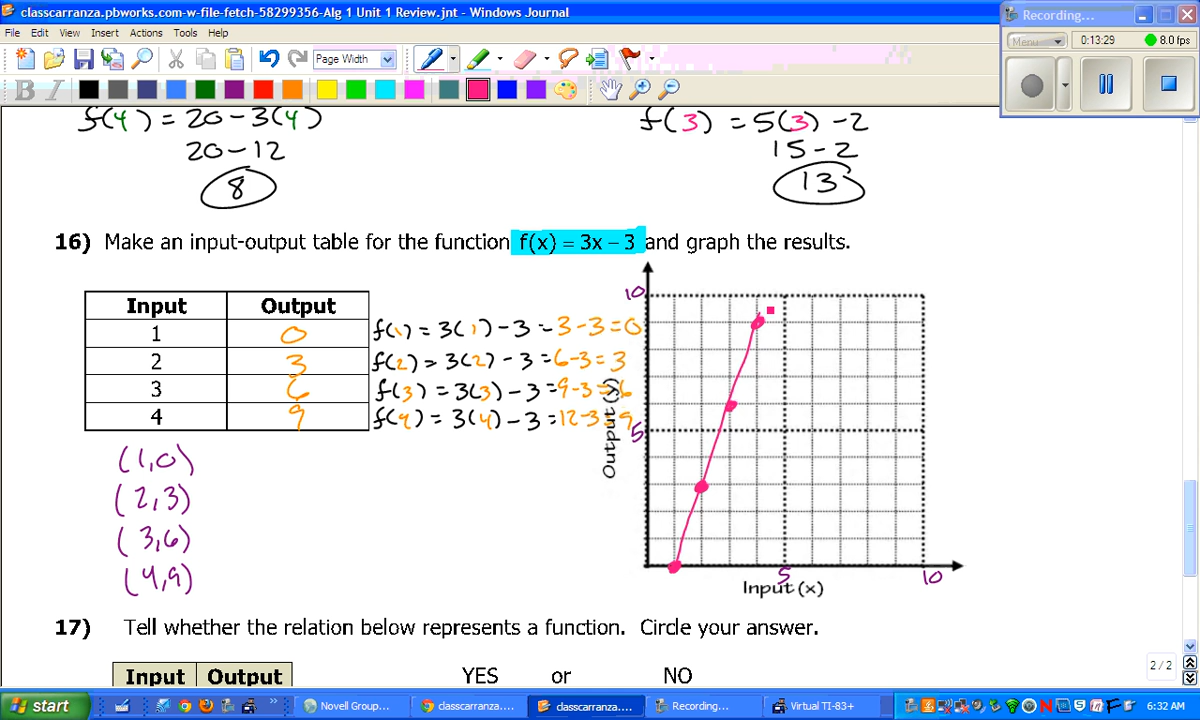 classcarranza.pbworks.com-w-file-fetch-58299356-Alg 1 Unit 1 Review.jnt - Windows Journal
File Edit View Insert Actions Tools Help
Page Width
B I
Recording...
Menu 0:13:29 8.0 fps
f(4) = 20 - 3(4)
20 - 12
8
f(3) = 5(3) - 2
15 - 2
13
16) Make an input-output table for the function f(x) = 3x – 3 and graph the results.
Input Output
1 0 f(1) = 3(1) - 3 = 3 - 3 = 0
2 3 f(2) = 3(2) - 3 = 6 - 3 = 3
3 6 f(3) = 3(3) - 3 = 9 - 3 = 6
4 9 f(4) = 3(4) - 3 = 12 - 3 = 9
(1,0)
(2,3)
(3,6)
(4,9)
10
5
Output f(x)
5 10
Input (x)
17) Tell whether the relation below represents a function. Circle your answer.
Input Output YES or NO
2 / 2
start Novell Group... classcarranza.... classcarranza.... Recording... Virtual TI-83+ 6:32 AM